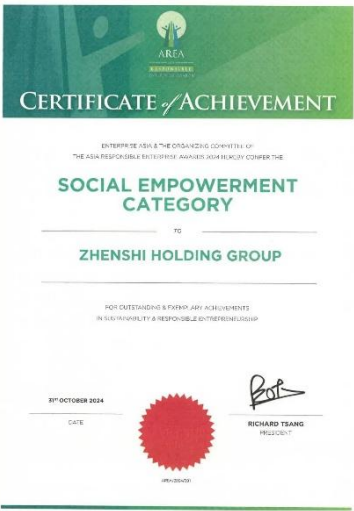 AREA
CERTIFICATE of ACHIEVEMENT
ENTERPRISE ASIA & THE ORGANIZING COMMITTEE OF
THE ASIA RESPONSIBLE ENTERPRISE AWARDS 2024 HEREBY CONFER THE
SOCIAL EMPOWERMENT
CATEGORY
TO
ZHENSHI HOLDING GROUP
FOR OUTSTANDING & EXEMPLARY ACHIEVEMENTS
IN SUSTAINABILITY & RESPONSIBLE ENTREPRENEURSHIP
31ST OCTOBER 2024
DATE
RICHARD TSANG
PRESIDENT